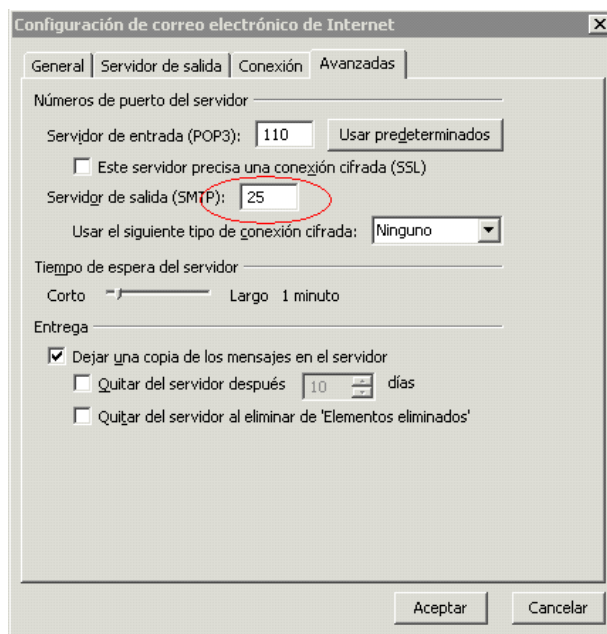 Configuración de correo electrónico de Internet
General Servidor de salida Conexión Avanzadas
Números de puerto del servidor
Servidor de entrada (POP3): 110 Usar predeterminados
Este servidor precisa una conexión cifrada (SSL)
Servidor de salida (SMTP): 25
Usar el siguiente tipo de conexión cifrada: Ninguno
Tiempo de espera del servidor
Corto Largo 1 minuto
Entrega
Dejar una copia de los mensajes en el servidor
Quitar del servidor después 10 días
Quitar del servidor al eliminar de 'Elementos eliminados'
Aceptar Cancelar